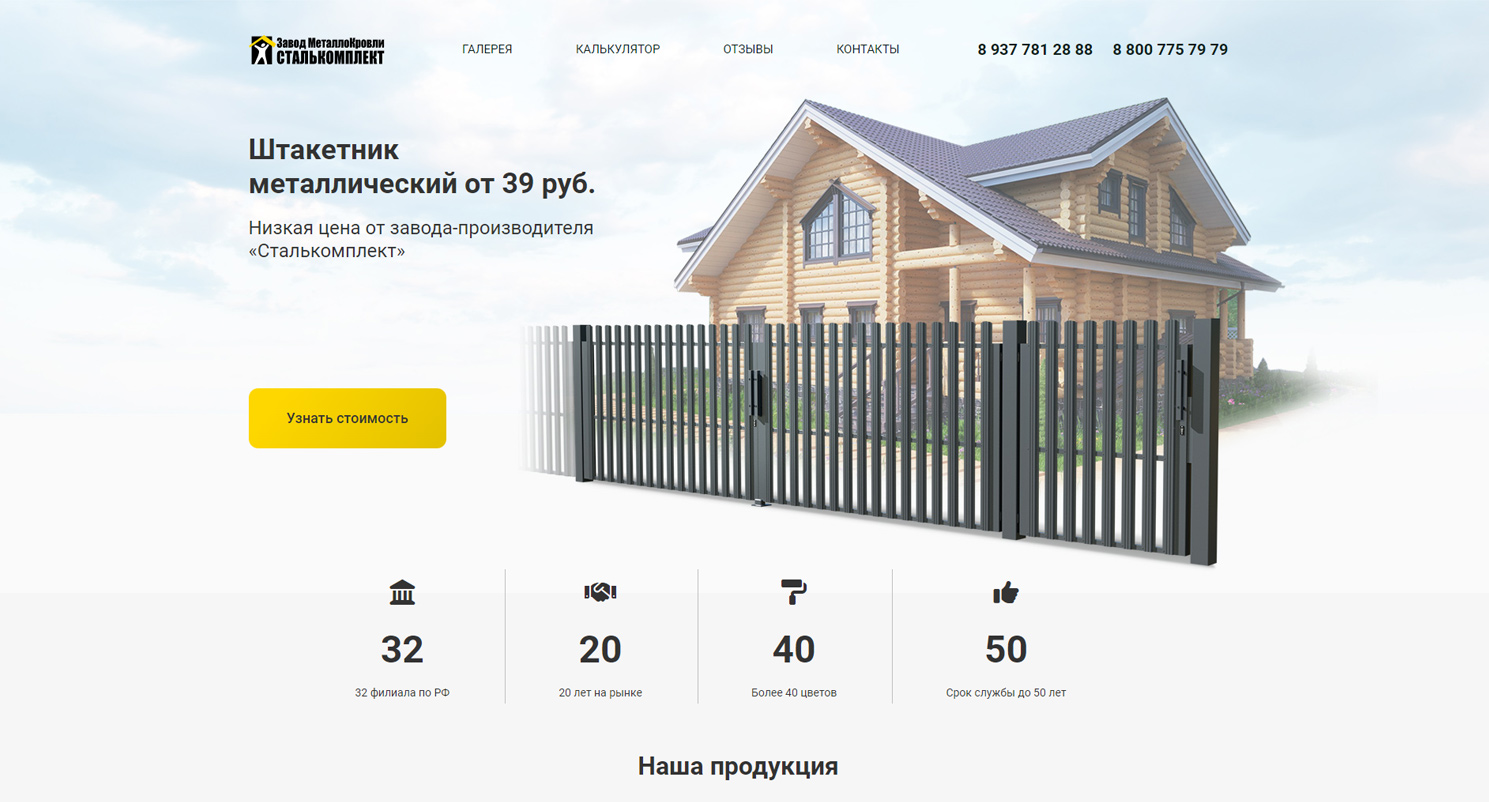 Завод МеталлоКровли
СТАЛЬКОМПЛЕКТ
ГАЛЕРЕЯ
КАЛЬКУЛЯТОР
ОТЗЫВЫ
КОНТАКТЫ
8 937 781 28 88
8 800 775 79 79
Штакетник
металлический от 39 руб.
Низкая цена от завода-производителя
«Сталькомплект»
Узнать стоимость
32
32 филиала по РФ
20
20 лет на рынке
40
Более 40 цветов
50
Срок службы до 50 лет
Наша продукция